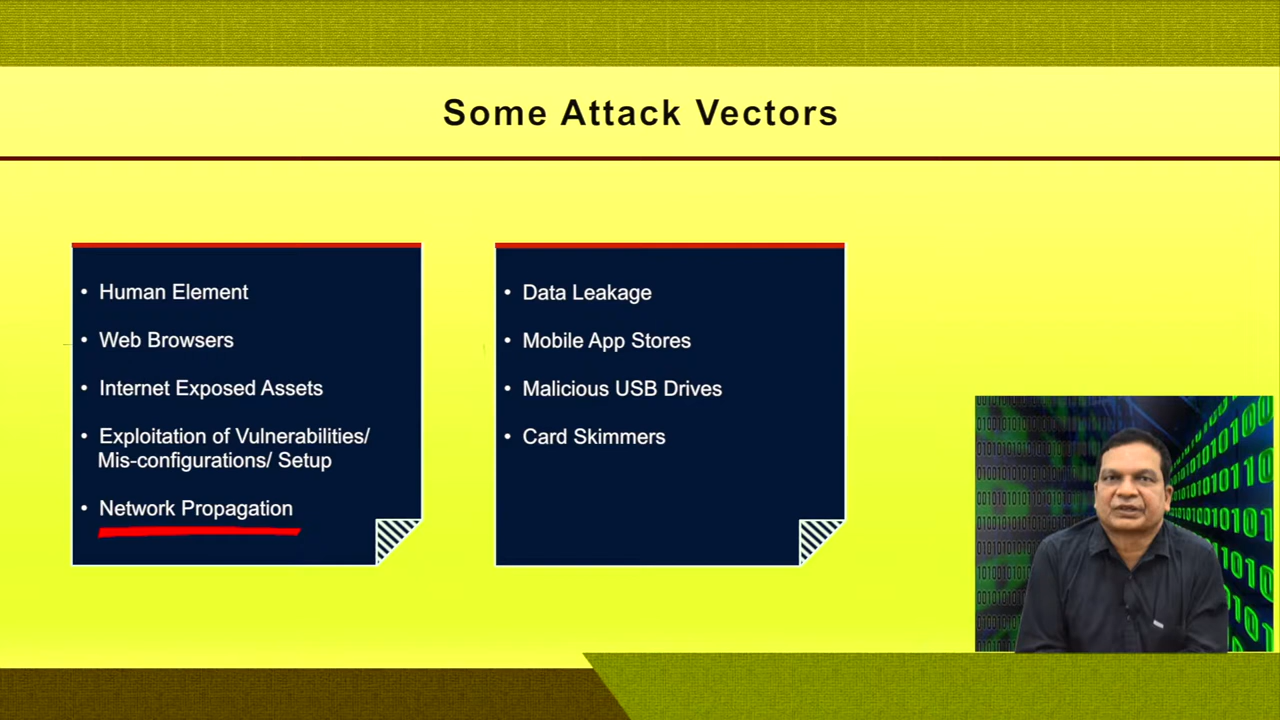 Some Attack Vectors
• Human Element
• Web Browsers
• Internet Exposed Assets
• Exploitation of Vulnerabilities/
Mis-configurations/ Setup
• Network Propagation
• Data Leakage
• Mobile App Stores
• Malicious USB Drives
• Card Skimmers